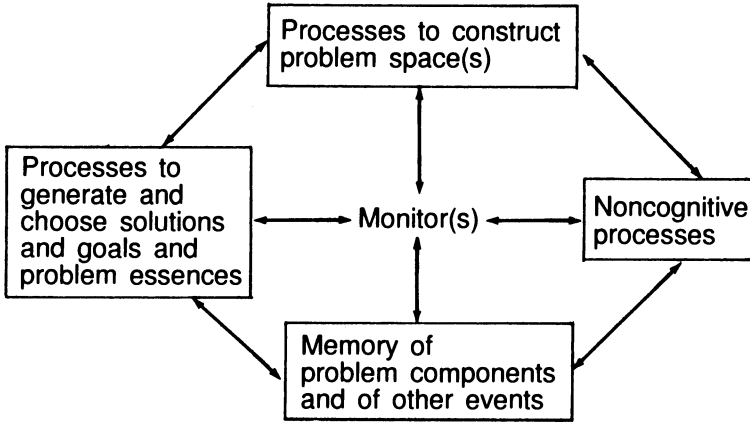 Processes to construct
problem space(s)
Processes to
generate and
choose solutions
and goals and
problem essences
Monitor(s)
Noncognitive
processes
Memory of
problem components
and of other events